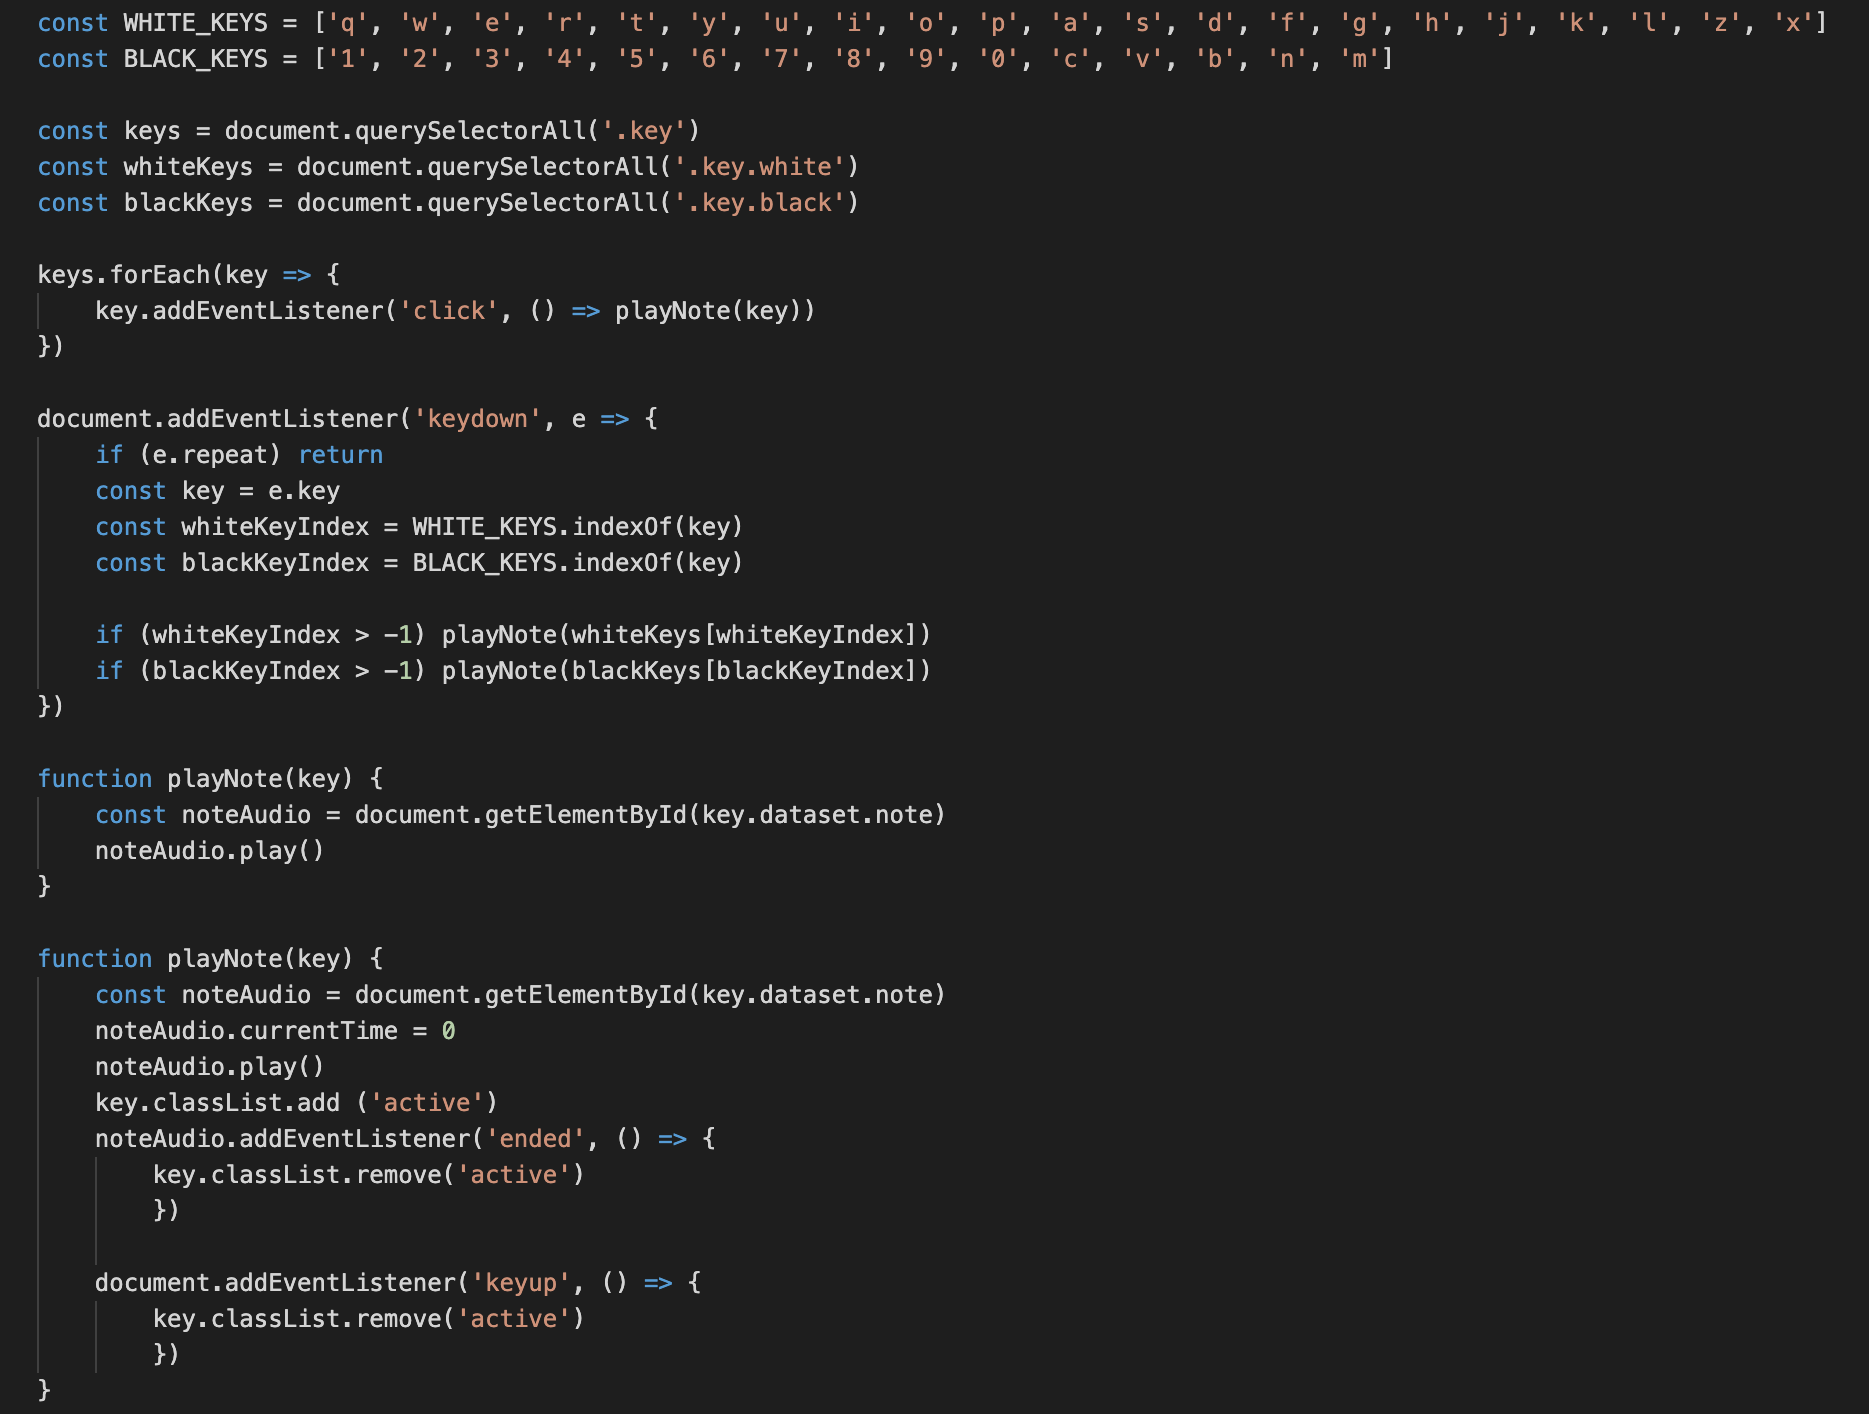 const WHITE_KEYS = ['q', 'w', 'e', 'r', 't', 'y', 'u', 'i', 'o', 'p', 'a', 's', 'd', 'f', 'g', 'h', 'j', 'k', 'l', 'z', 'x']
const BLACK_KEYS = ['1', '2', '3', '4', '5', '6', '7', '8', '9', '0', 'c', 'v', 'b', 'n', 'm']

const keys = document.querySelectorAll('.key')
const whiteKeys = document.querySelectorAll('.key.white')
const blackKeys = document.querySelectorAll('.key.black')

keys.forEach(key => {
    key.addEventListener('click', () => playNote(key))
})

document.addEventListener('keydown', e => {
    if (e.repeat) return
    const key = e.key
    const whiteKeyIndex = WHITE_KEYS.indexOf(key)
    const blackKeyIndex = BLACK_KEYS.indexOf(key)

    if (whiteKeyIndex > -1) playNote(whiteKeys[whiteKeyIndex])
    if (blackKeyIndex > -1) playNote(blackKeys[blackKeyIndex])
})

function playNote(key) {
    const noteAudio = document.getElementById(key.dataset.note)
    noteAudio.play()
}

function playNote(key) {
    const noteAudio = document.getElementById(key.dataset.note)
    noteAudio.currentTime = 0
    noteAudio.play()
    key.classList.add ('active')
    noteAudio.addEventListener('ended', () => {
        key.classList.remove('active')
        })

    document.addEventListener('keyup', () => {
        key.classList.remove('active')
        })
}